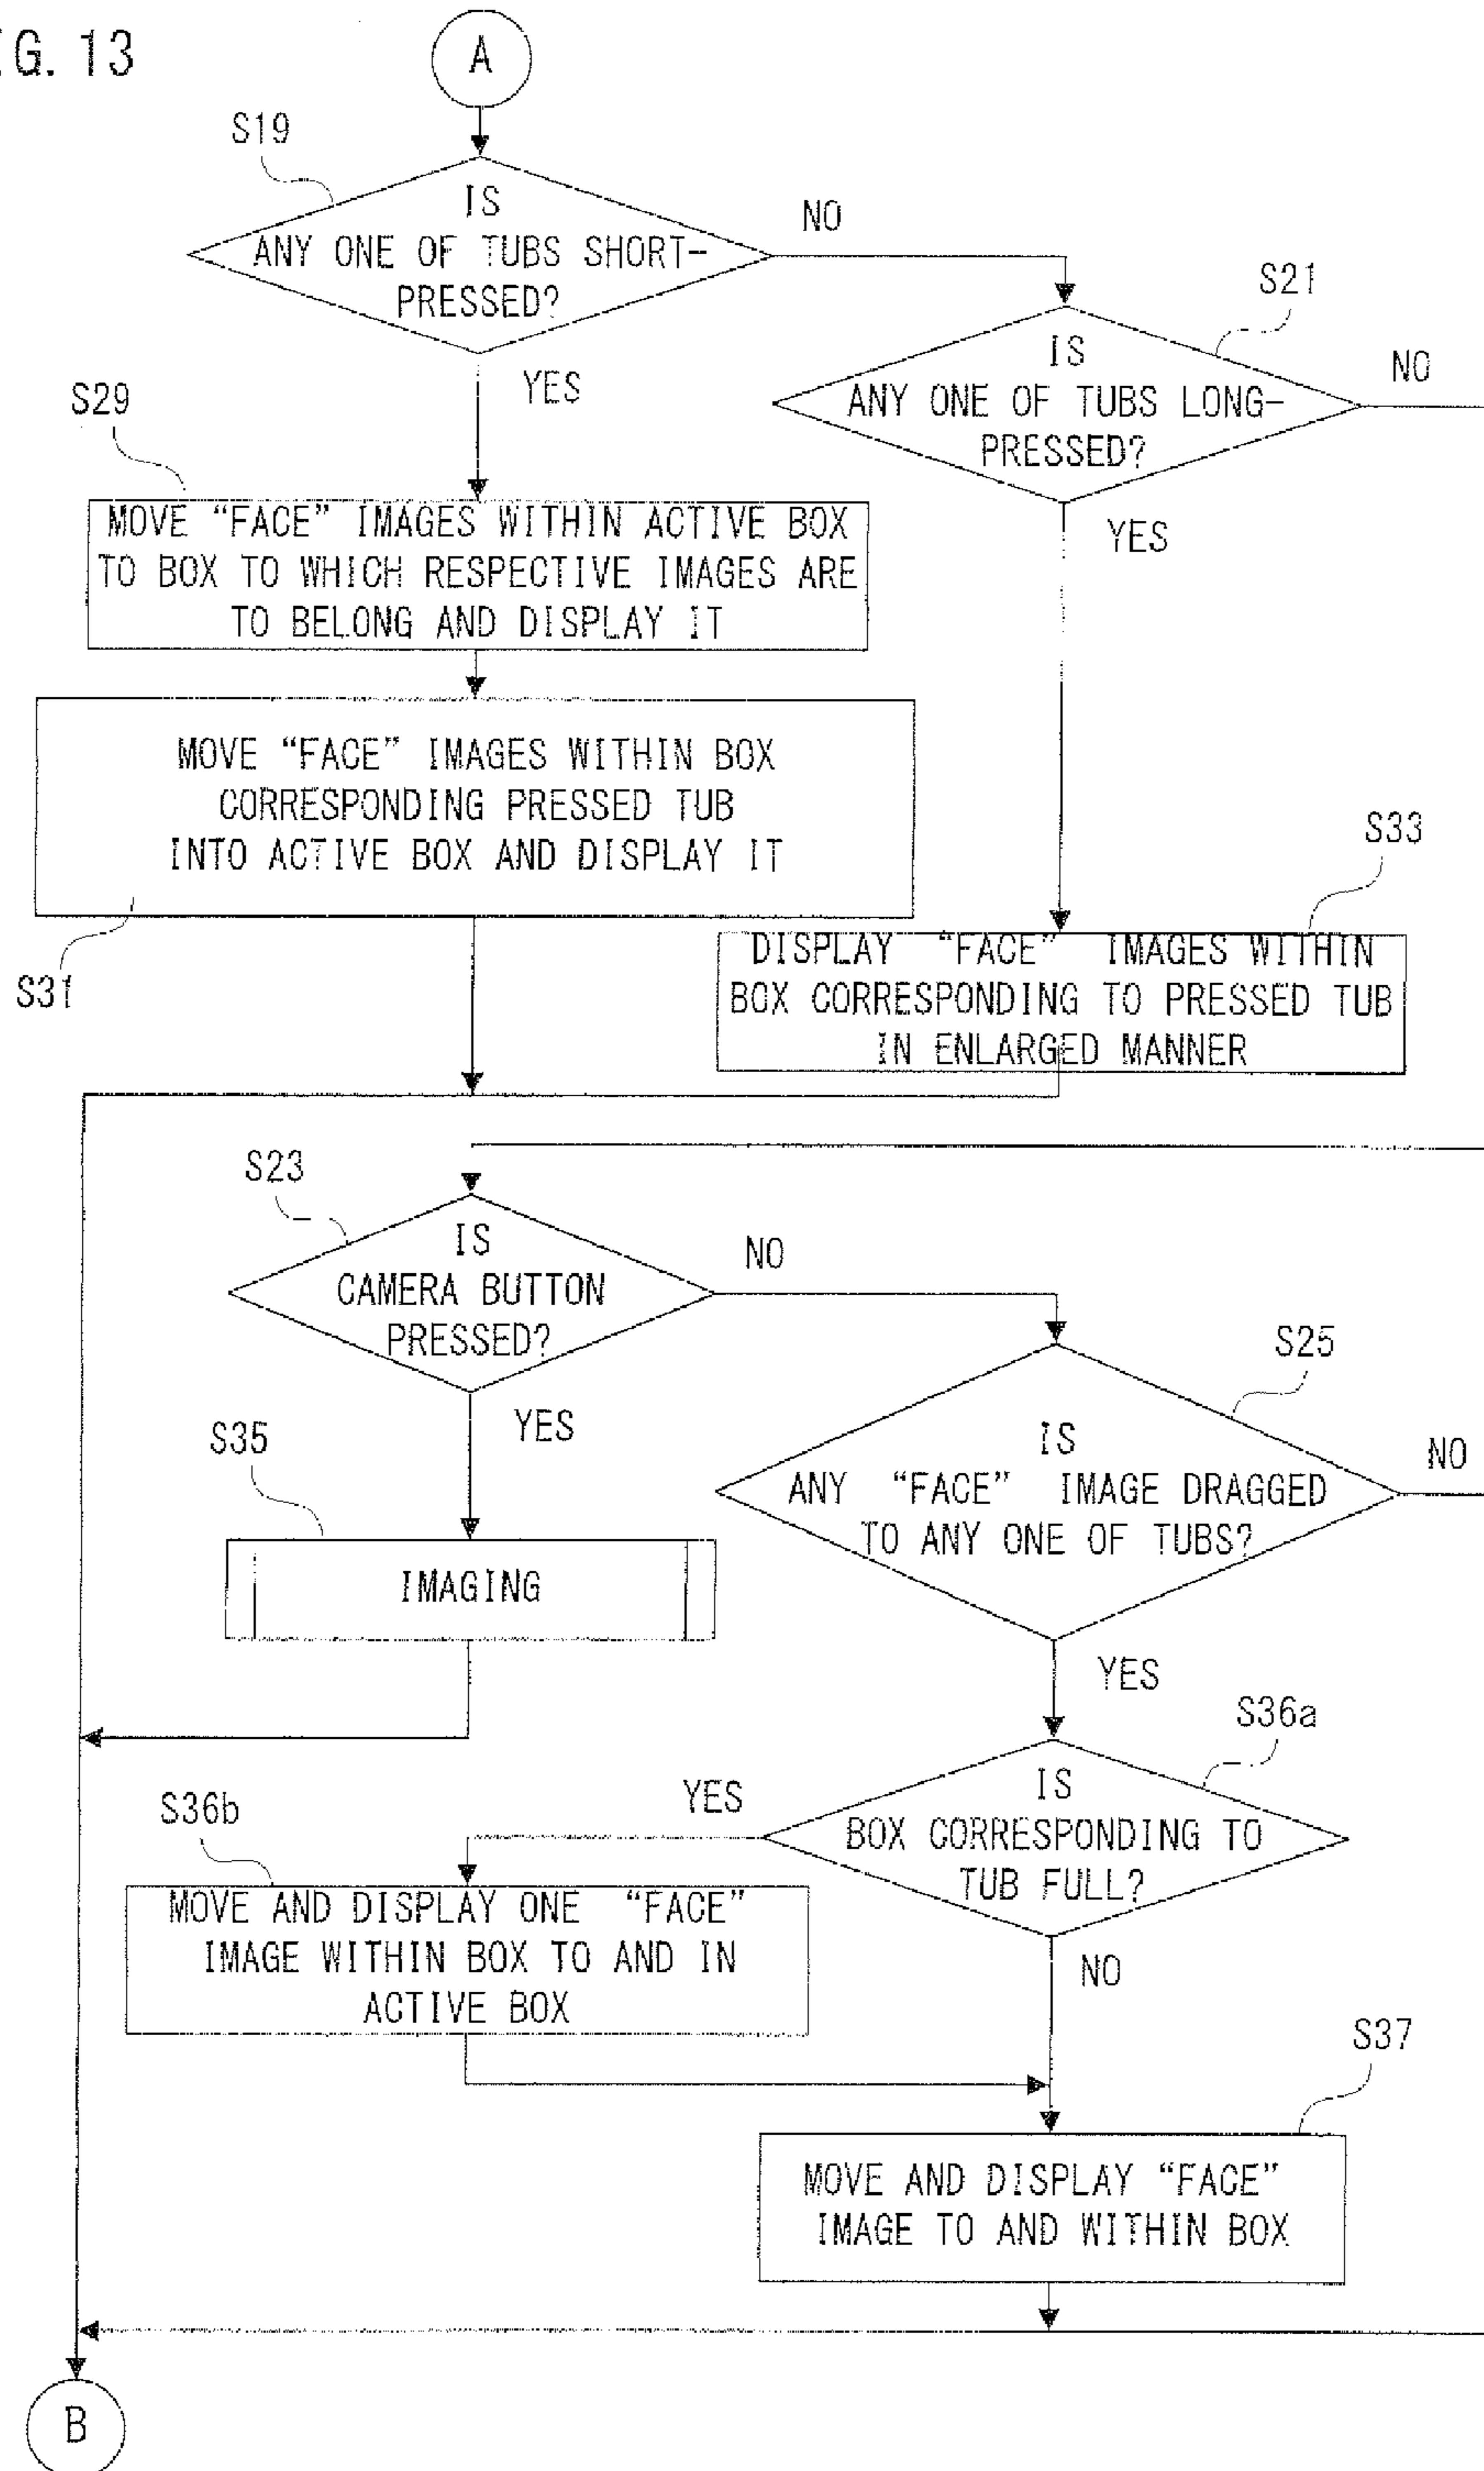 IG. 13
A
S19
IS
ANY ONE OF TUBS SHORT-
PRESSED?
NO
YES
S21
IS
ANY ONE OF TUBS LONG-
PRESSED?
NO
YES
S29
MOVE “FACE” IMAGES WITHIN ACTIVE BOX
TO BOX TO WHICH RESPECTIVE IMAGES ARE
TO BELONG AND DISPLAY IT
MOVE “FACE” IMAGES WITHIN BOX
CORRESPONDING PRESSED TUB
INTO ACTIVE BOX AND DISPLAY IT
S31
S33
DISPLAY “FACE” IMAGES WITHIN
BOX CORRESPONDING TO PRESSED TUB
IN ENLARGED MANNER
S23
IS
CAMERA BUTTON
PRESSED?
NO
YES
S25
IS
ANY “FACE” IMAGE DRAGGED
TO ANY ONE OF TUBS?
NO
YES
S35
IMAGING
S36a
IS
BOX CORRESPONDING TO
TUB FULL?
YES
NO
S36b
MOVE AND DISPLAY ONE “FACE”
IMAGE WITHIN BOX TO AND IN
ACTIVE BOX
S37
MOVE AND DISPLAY “FACE”
IMAGE TO AND WITHIN BOX
B